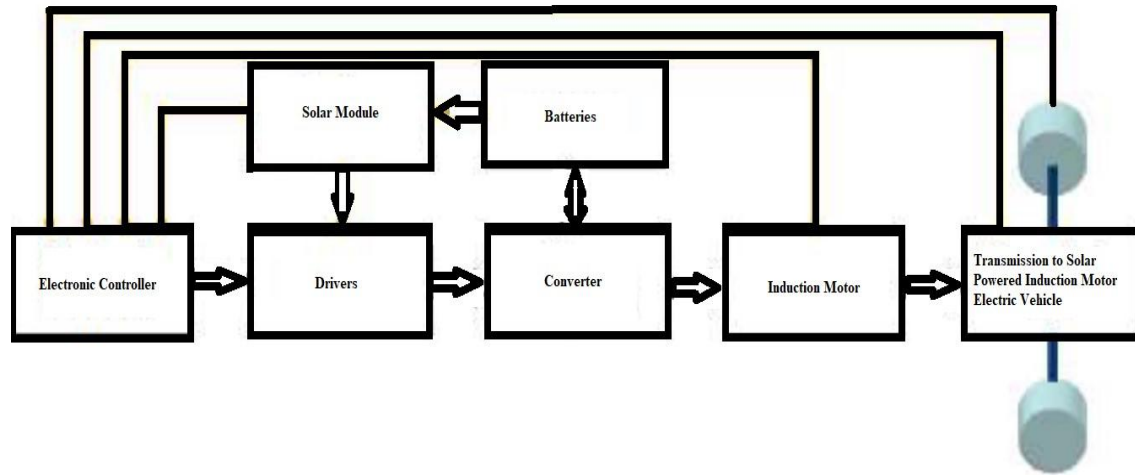 Solar Module
Batteries
Electronic Controller
Drivers
Converter
Induction Motor
Transmission to Solar
Powered Induction Motor
Electric Vehicle